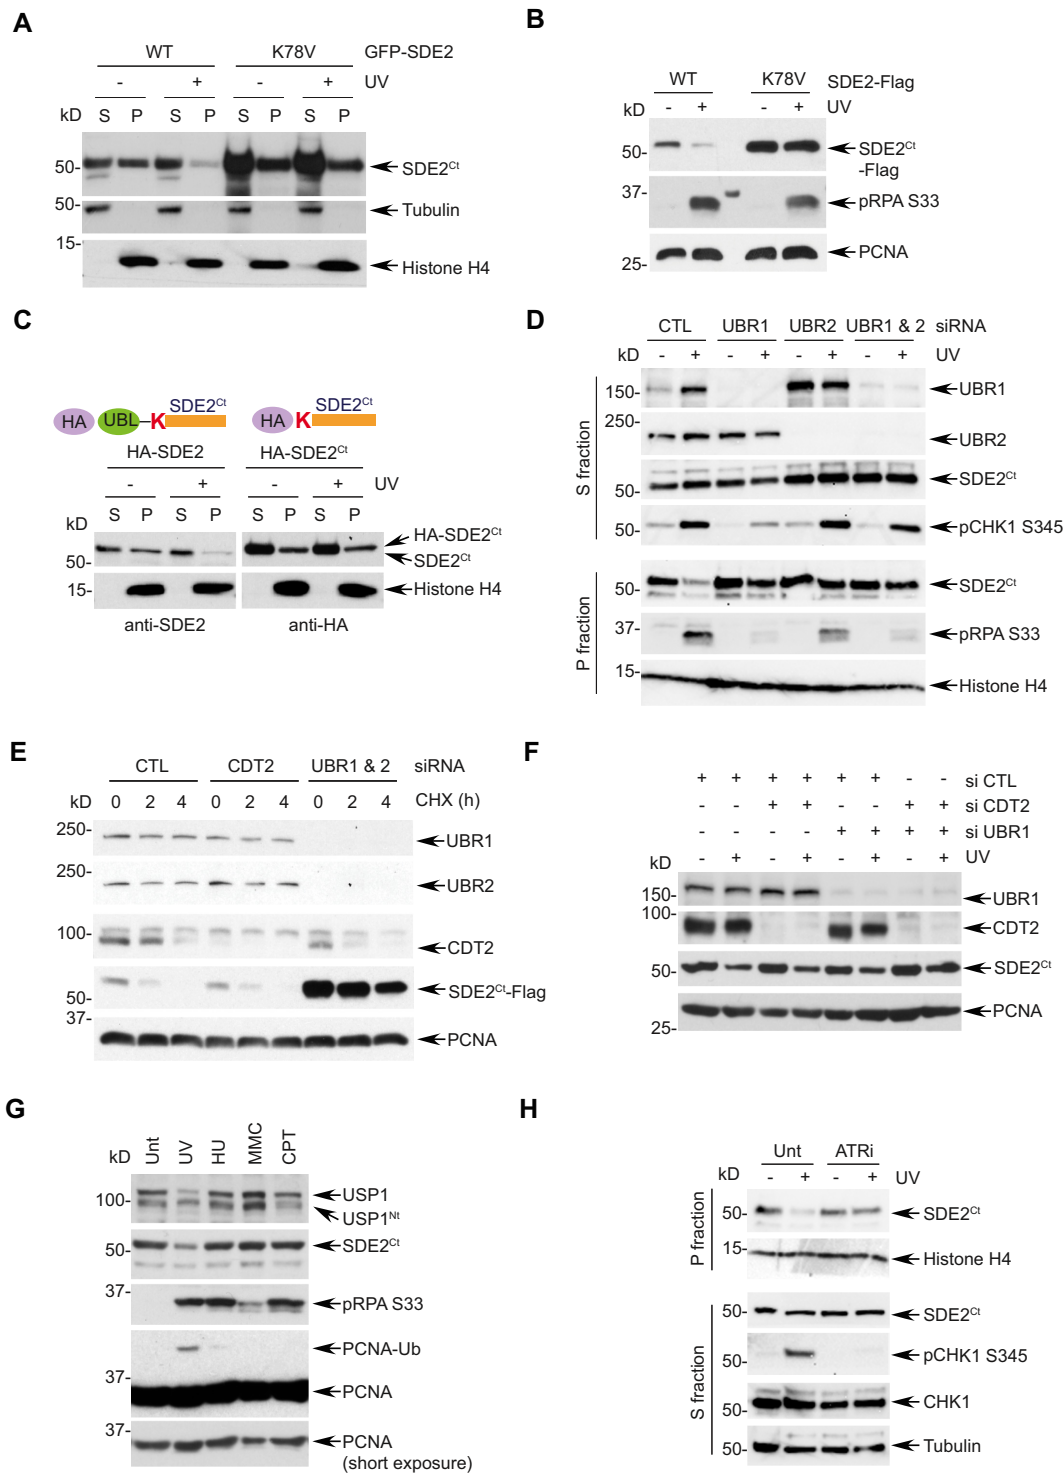 A
WT K78V GFP-SDE2
- + - + UV
kD S P S P S P S P
50- SDE2Ct
50- Tubulin
15- Histone H4
B
WT K78V SDE2-Flag
- + - + UV
50- SDE2Ct
-Flag
37- pRPA S33
25- PCNA
C
HA UBL K SDE2Ct
HA K SDE2Ct
HA-SDE2 HA-SDE2Ct
- + - + UV
kD S P S P S P S P
HA-SDE2Ct
50- SDE2Ct
15- Histone H4
anti-SDE2 anti-HA
D
CTL UBR1 UBR2 UBR1 & 2 siRNA
kD - + - + - + - + UV
S fraction
150- UBR1
250- UBR2
50- SDE2Ct
50- pCHK1 S345
P fraction
50- SDE2Ct
37- pRPA S33
15- Histone H4
E
CTL CDT2 UBR1 & 2 siRNA
kD 0 2 4 0 2 4 0 2 4 CHX (h)
250- UBR1
250- UBR2
100- CDT2
50- SDE2Ct-Flag
37- PCNA
F
+ + + + + + - - si CTL
- - + + - - + + si CDT2
- - - - + + + + si UBR1
kD - + - + - + - + UV
150- UBR1
100- CDT2
50- SDE2Ct
25- PCNA
G
kD Unt UV HU MMC CPT
100- USP1
USP1Nt
50- SDE2Ct
37- pRPA S33
PCNA-Ub
37- PCNA
37- PCNA
(short exposure)
H
Unt ATRi
kD - + - + UV
P fraction
50- SDE2Ct
15- Histone H4
S fraction
50- SDE2Ct
50- pCHK1 S345
50- CHK1
50- Tubulin